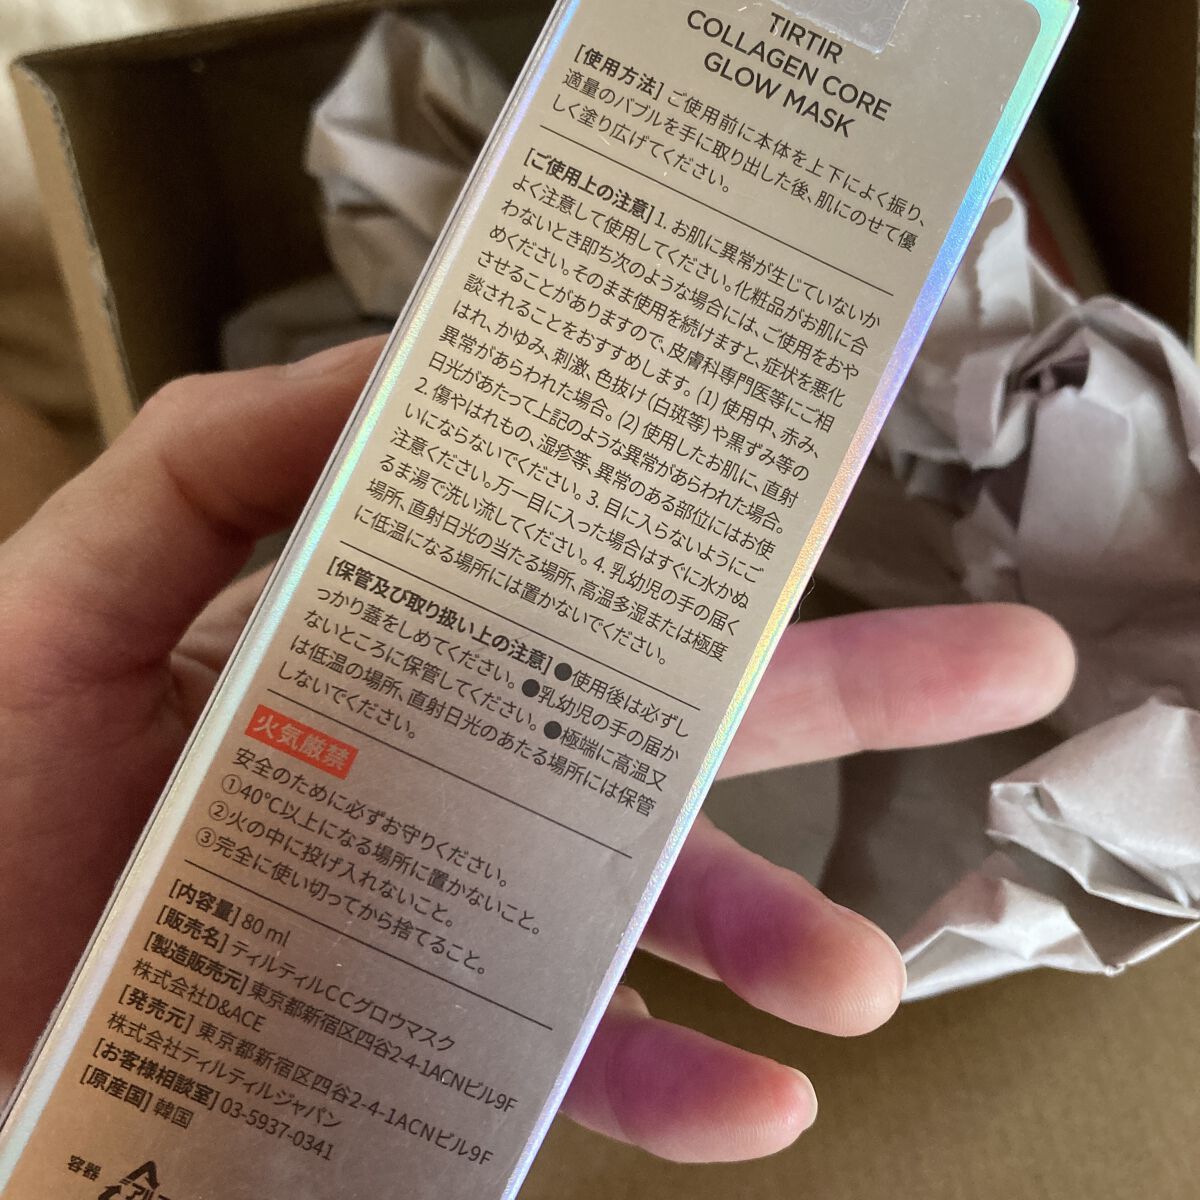 TIRTIR
COLLAGEN CORE
GLOW MASK
[使用方法] ご使用前に本体を上下によく振り、
適量のバブルを手に取り出した後、肌にのせて優
しく塗り広げてください。
[ご使用上の注意] 1. お肌に異常が生じていないか
よく注意して使用してください。化粧品がお肌に合
わないとき即ち次のような場合には、ご使用をおや
めください。そのまま使用を続けますと、症状を悪化
させることがありますので、皮膚科専門医等にご相
談されることをおすすめします。(1) 使用中、赤み、
はれ、かゆみ、刺激、色抜け(白斑等)や黒ずみ等の
異常があらわれた場合。(2) 使用したお肌に、直射
日光があたって上記のような異常があらわれた場合。
2. 傷やはれもの、湿疹等、異常のある部位にはお使
いにならないでください。3. 目に入らないようにご
注意ください。万一目に入った場合はすぐに水かぬ
るま湯で洗い流してください。4. 乳幼児の手の届く
場所、直射日光の当たる場所、高温多湿または極度
に低温になる場所には置かないでください。
[保管及び取り扱い上の注意] ●使用後は必ずし
っかり蓋をしめてください。●乳幼児の手の届か
ないところに保管してください。●極端に高温又
は低温の場所、直射日光のあたる場所には保管
しないでください。
火気厳禁
安全のために必ずお守りください。
①40℃以上になる場所に置かないこと。
②火の中に投げ入れないこと。
③完全に使い切ってから捨てること。
[内容量] 80 ml
[販売名] ティルティルCCグロウマスク
[製造販売元] 東京都新宿区四谷2-4-1ACNビル9F
株式会社D&ACE
[発売元] 東京都新宿区四谷2-4-1ACNビル9F
株式会社ティルティルジャパン
[お客様相談室] 03-5937-0341
[原産国] 韓国
容器